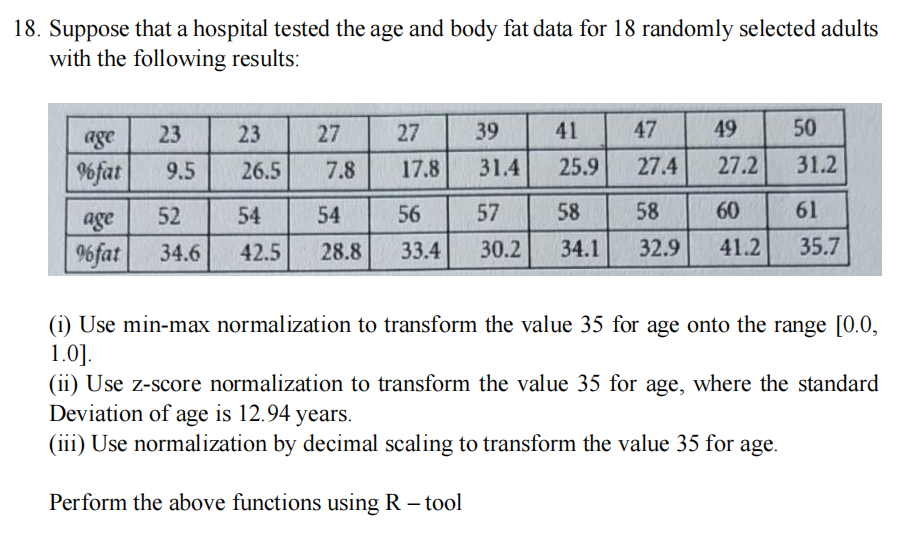 18. Suppose that a hospital tested the age and body fat data for 18 randomly selected adults
with the following results:
age 23 23 27 27 39 41 47 49 50
%fat 9.5 26.5 7.8 17.8 31.4 25.9 27.4 27.2 31.2
age 52 54 54 56 57 58 58 60 61
%fat 34.6 42.5 28.8 33.4 30.2 34.1 32.9 41.2 35.7
(i) Use min-max normalization to transform the value 35 for age onto the range [0.0,
1.0].
(ii) Use z-score normalization to transform the value 35 for age, where the standard
Deviation of age is 12.94 years.
(iii) Use normalization by decimal scaling to transform the value 35 for age.
Perform the above functions using R – tool